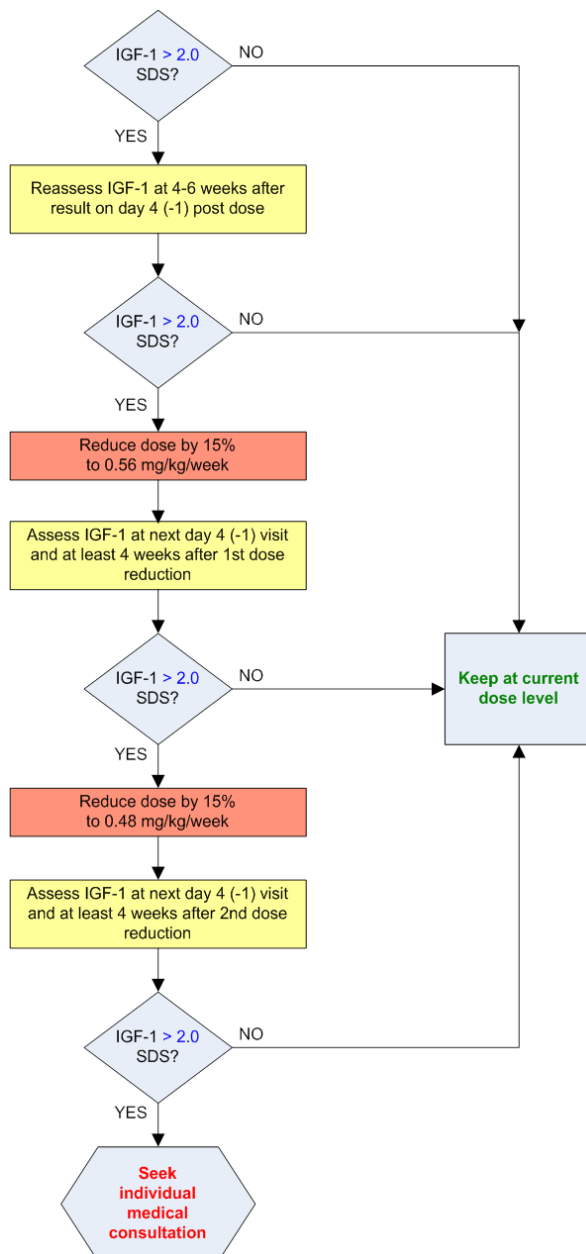 IGF-1 > 2.0
SDS?
NO
YES
Reassess IGF-1 at 4-6 weeks after
result on day 4 (-1) post dose
IGF-1 > 2.0
SDS?
NO
YES
Reduce dose by 15%
to 0.56 mg/kg/week
Assess IGF-1 at next day 4 (-1) visit
and at least 4 weeks after 1st dose
reduction
IGF-1 > 2.0
SDS?
NO
Keep at current
dose level
YES
Reduce dose by 15%
to 0.48 mg/kg/week
Assess IGF-1 at next day 4 (-1) visit
and at least 4 weeks after 2nd dose
reduction
IGF-1 > 2.0
SDS?
NO
YES
Seek
individual
medical
consultation